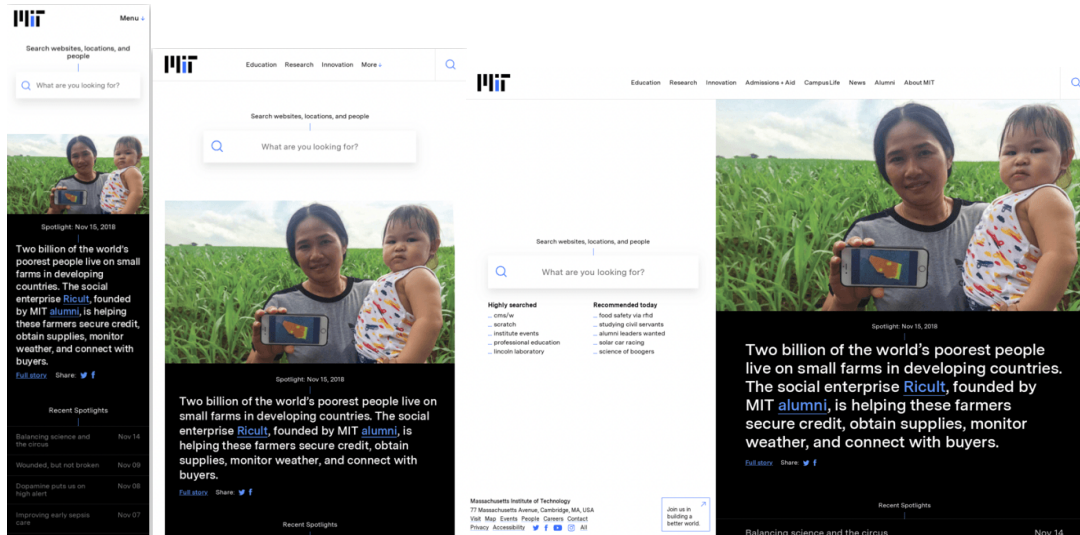 MIT
Menu ↓
Search websites, locations, and
people
What are you looking for?
Spotlight: Nov 15, 2018
Two billion of the world's
poorest people live on small
farms in developing
countries. The social
enterprise Ricult, founded
by MIT alumni, is helping
these farmers secure credit,
obtain supplies, monitor
weather, and connect with
buyers.
Full story Share:
Recent Spotlights
Balancing science and
the circus
Nov 14
Wounded, but not broken Nov 09
Dopamine puts us on
high alert
Nov 08
Improving early sepsis
care
Nov 07
MIT
Education Research Innovation More ↓
Search websites, locations, and people
What are you looking for?
Spotlight: Nov 15, 2018
Two billion of the world's poorest people live on
small farms in developing countries. The social
enterprise Ricult, founded by MIT alumni, is
helping these farmers secure credit, obtain
supplies, monitor weather, and connect with
buyers.
Full story Share:
Recent Spotlights
MIT
Education Research Innovation Admissions + Aid Campus Life News Alumni About MIT
Search websites, locations, and people
What are you looking for?
Highly searched
... cms/w
... scratch
... institute events
... professional education
... lincoln laboratory
Recommended today
... food safety via rfid
... studying civil servants
... alumni leaders wanted
... solar car racing
... science of boogers
Massachusetts Institute of Technology
77 Massachusetts Avenue, Cambridge, MA, USA
Visit Map Events People Careers Contact
Privacy Accessibility All
Join us in
building a
better world.
Spotlight: Nov 15, 2018
Two billion of the world's poorest people
live on small farms in developing countries.
The social enterprise Ricult, founded by
MIT alumni, is helping these farmers
secure credit, obtain supplies, monitor
weather, and connect with buyers.
Full story Share:
Recent Spotlights
Balancing science and the circus Nov 14